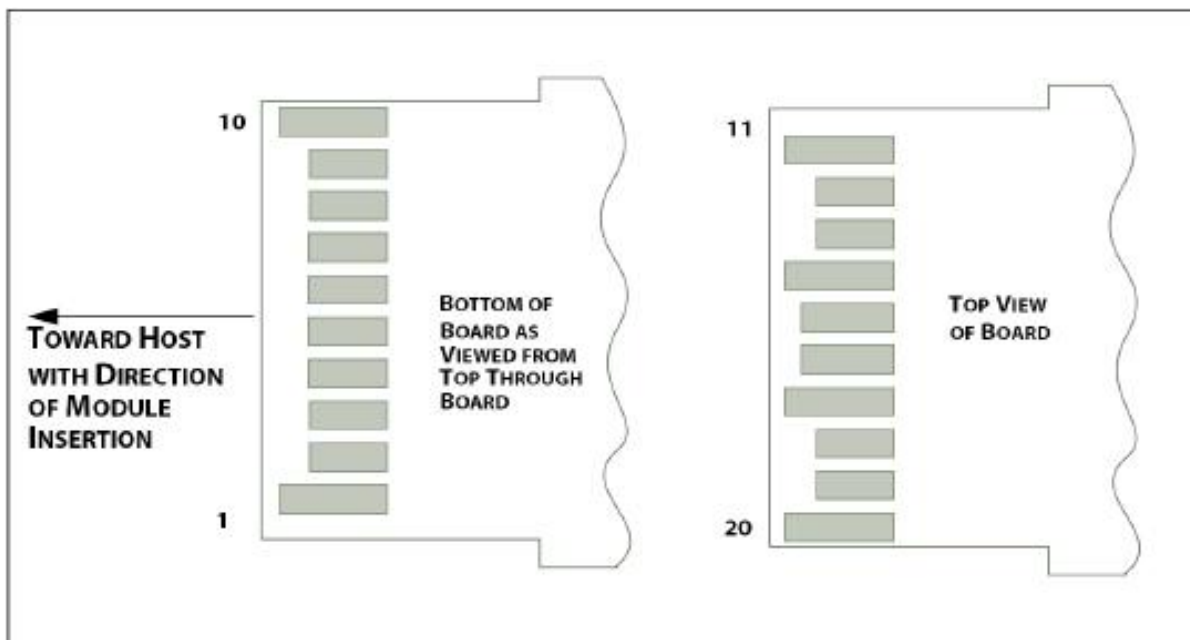 10
1
TOWARD HOST
WITH DIRECTION
OF MODULE
INSERTION
BOTTOM OF
BOARD AS
VIEWED FROM
TOP THROUGH
BOARD
11
20
TOP VIEW
OF BOARD